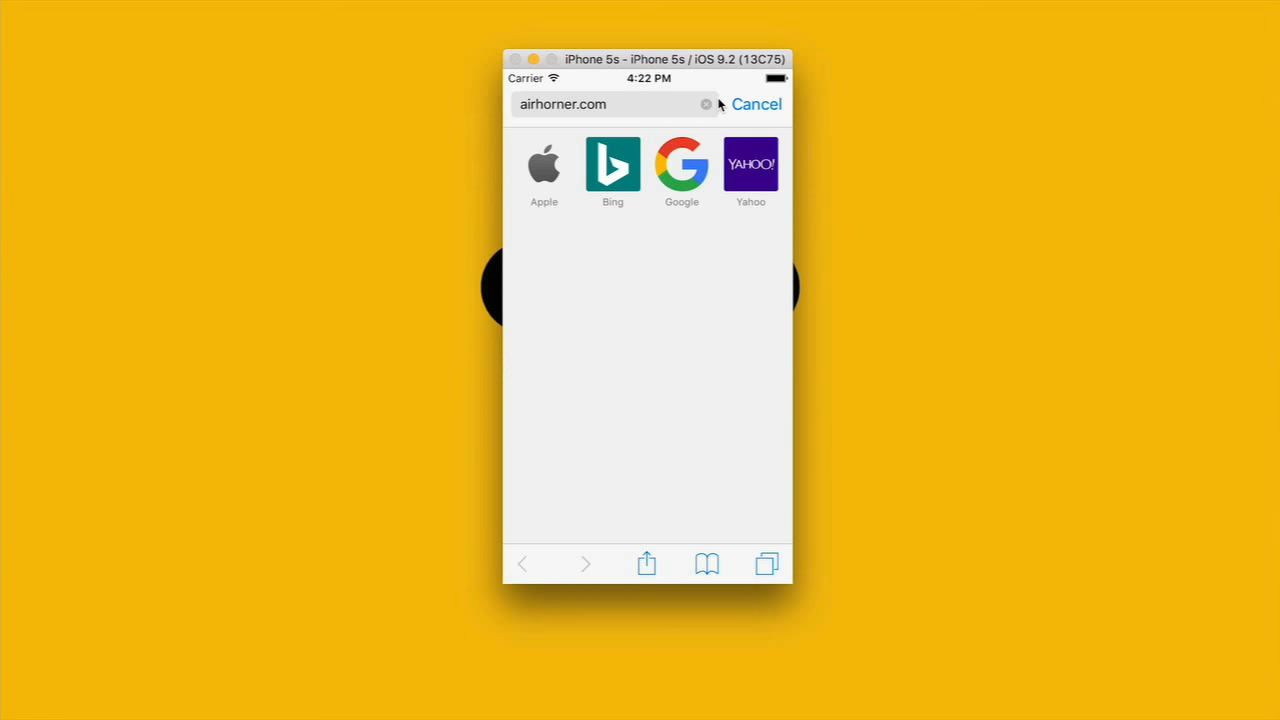 iPhone 5s - iPhone 5s / iOS 9.2 (13C75)
Carrier 4:22 PM
airhorner.com Cancel
YAHOO!
Apple Bing Google Yahoo